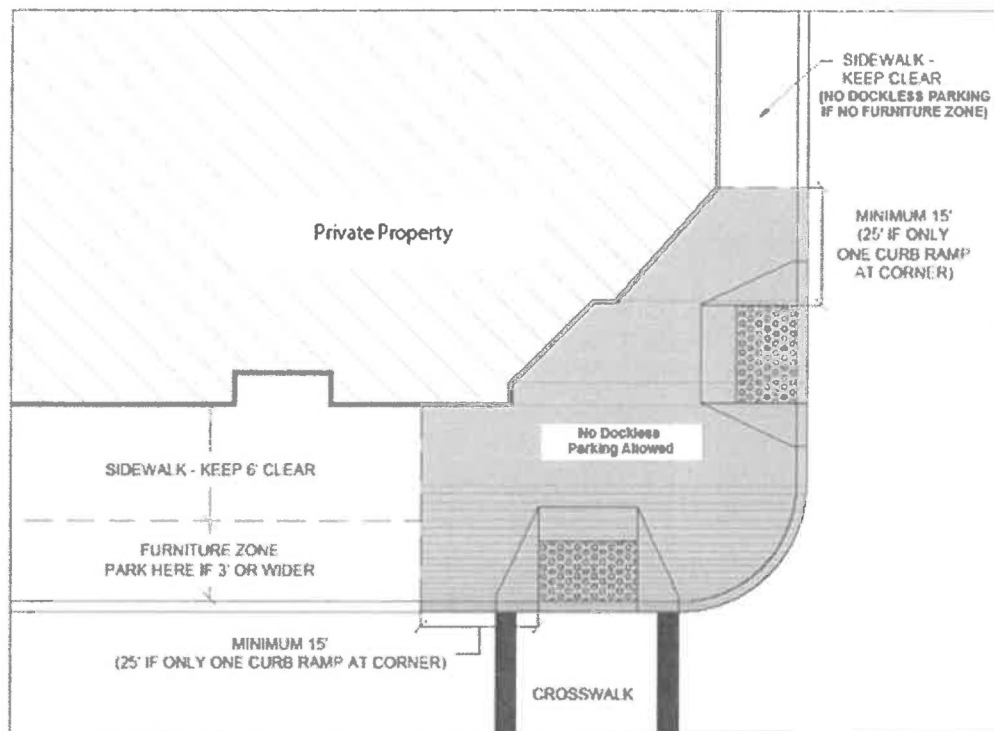 SIDEWALK -
KEEP CLEAR
(NO DOCKLESS PARKING
IF NO FURNITURE ZONE)
Private Property
MINIMUM 15'
(25' IF ONLY
ONE CURB RAMP
AT CORNER)
No Dockless
Parking Allowed
SIDEWALK - KEEP 6' CLEAR
FURNITURE ZONE
PARK HERE IF 3' OR WIDER
MINIMUM 15'
(25' IF ONLY ONE CURB RAMP AT CORNER)
CROSSWALK